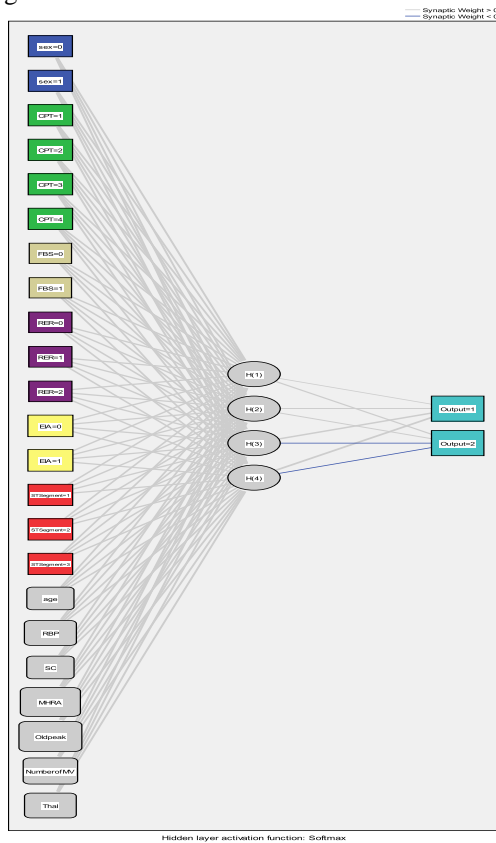 Synaptic Weight > 0
Synaptic Weight < 0
sex=0
sex=1
CPT=1
CPT=2
CPT=3
CPT=4
FBS=0
FBS=1
RER=0
RER=1
RER=2
EIA=0
EIA=1
STSegment=1
STSegment=2
STSegment=3
age
RBP
SC
MHRA
Oldpeak
NumberofMV
Thal
H(1)
H(2)
H(3)
H(4)
Output=1
Output=2
Hidden layer activation function: Softmax